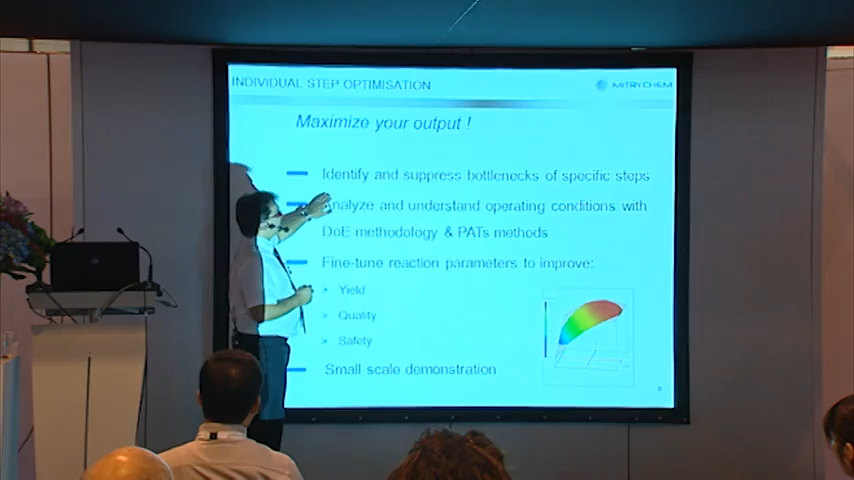 INDIVIDUAL STEP OPTIMISATION
MITRYCHEM
Maximize your output !
Identify and suppress bottlenecks of specific steps
Analyze and understand operating conditions with
DoE methodology & PATs methods
Fine-tune reaction parameters to improve:
> Yield
> Quality
> Safety
Small scale demonstration